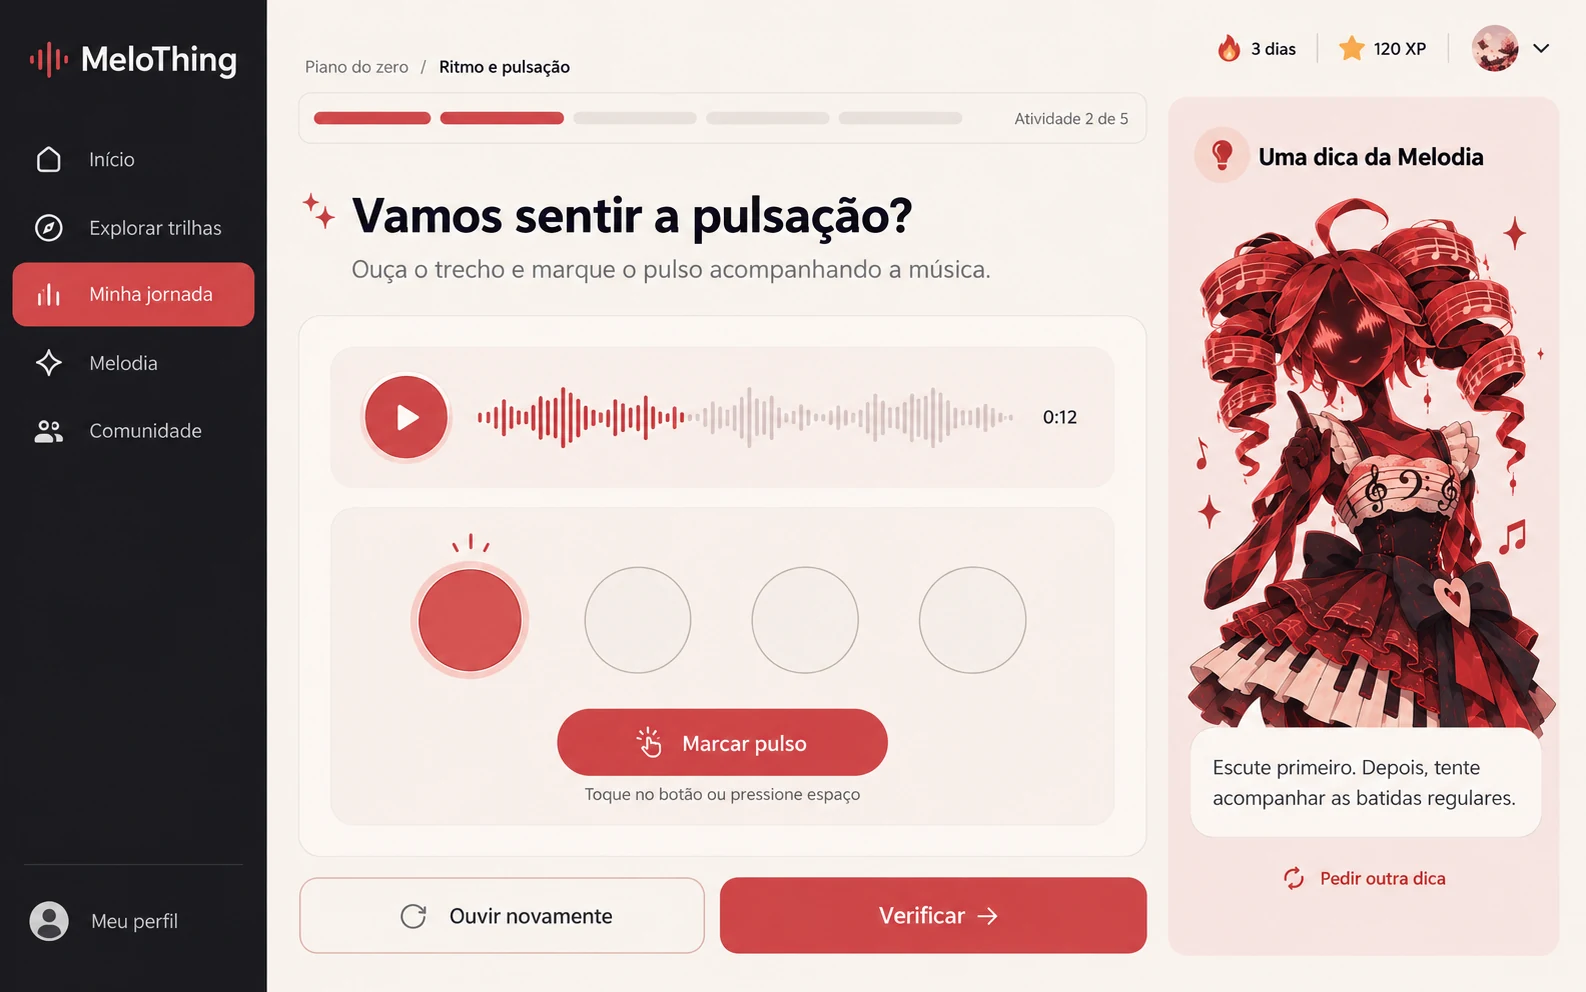 MeloThing
Início
Explorar trilhas
Minha jornada
Melodia
Comunidade
Meu perfil
Piano do zero / Ritmo e pulsação
3 dias
120 XP
Atividade 2 de 5
Vamos sentir a pulsação?
Ouça o trecho e marque o pulso acompanhando a música.
0:12
Marcar pulso
Toque no botão ou pressione espaço
Ouvir novamente
Verificar →
Uma dica da Melodia
Escute primeiro. Depois, tente
acompanhar as batidas regulares.
Pedir outra dica